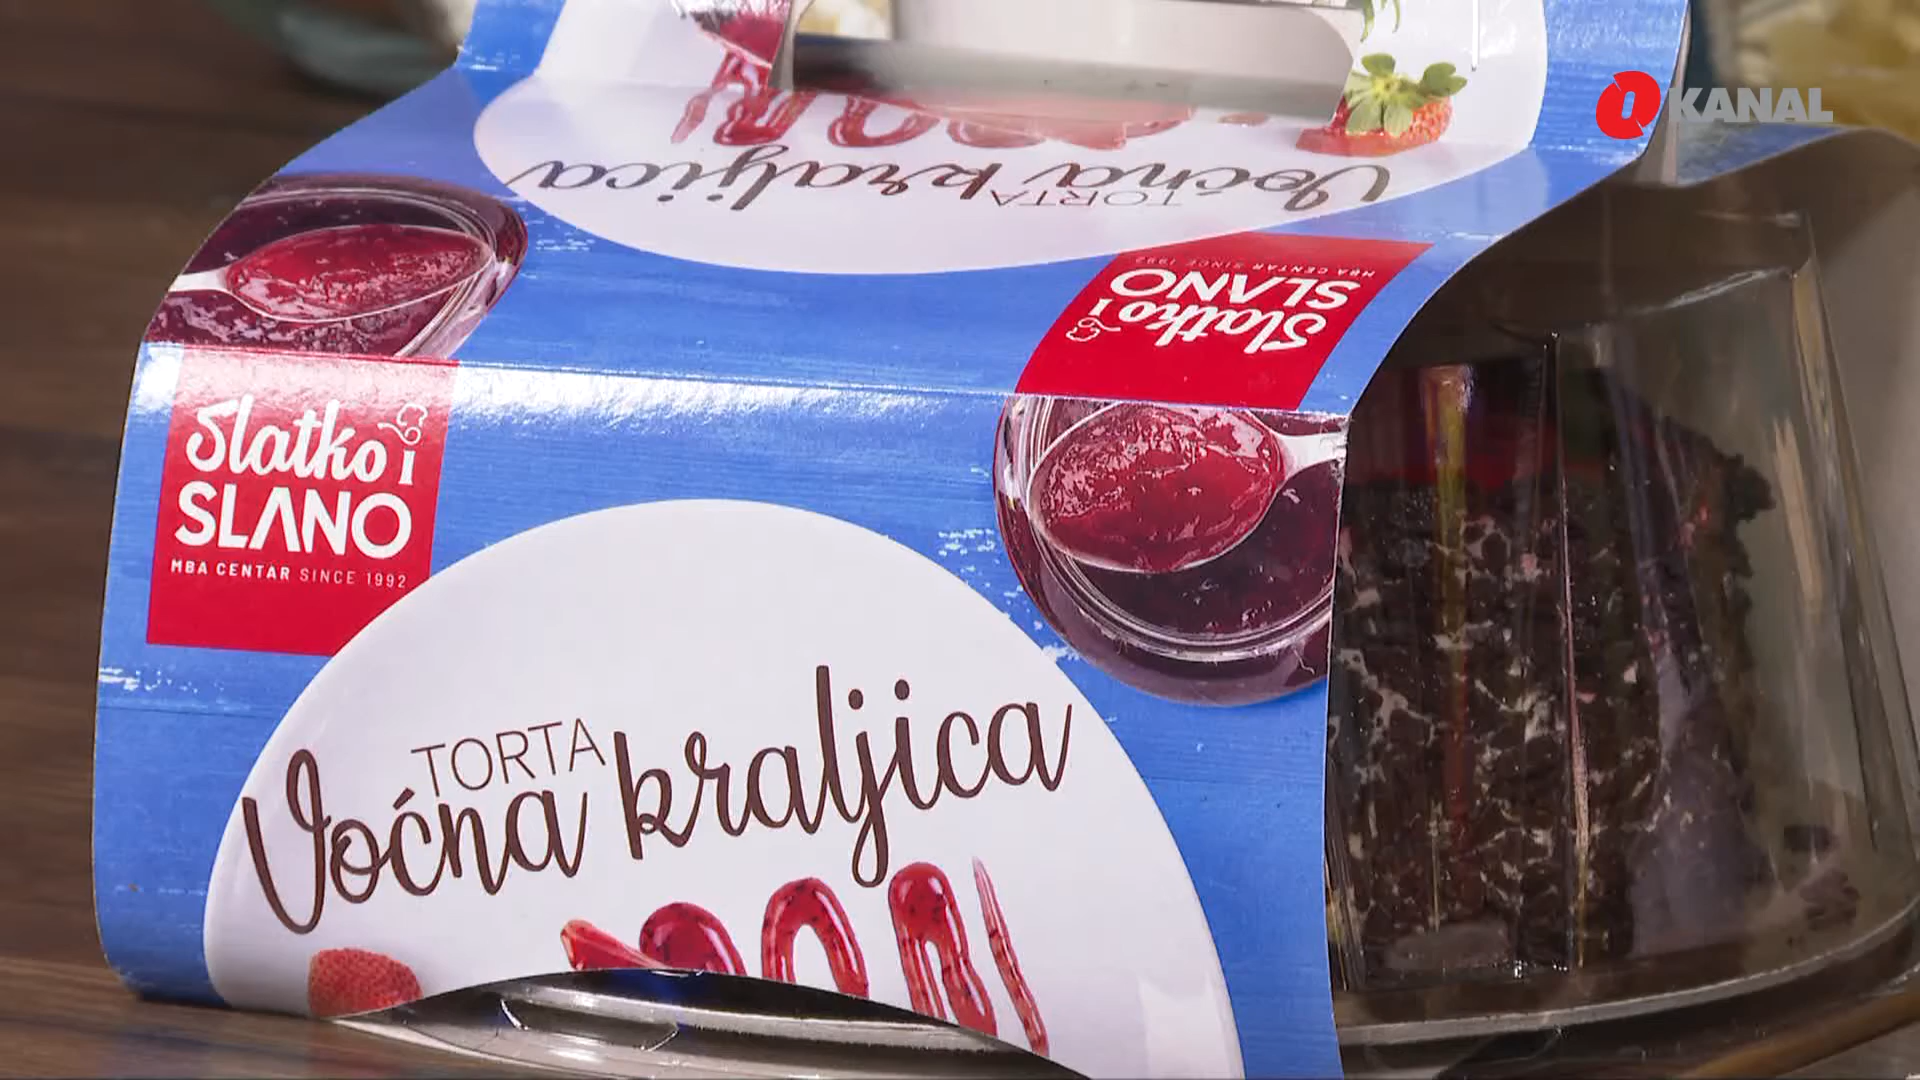 O KANAL
TORTA
Voćna kraljica
Slatko i
SLANO
MBA CENTAR SINCE 1992
Slatko i
SLANO
MBA CENTAR SINCE 1992
TORTA
Voćna kraljica